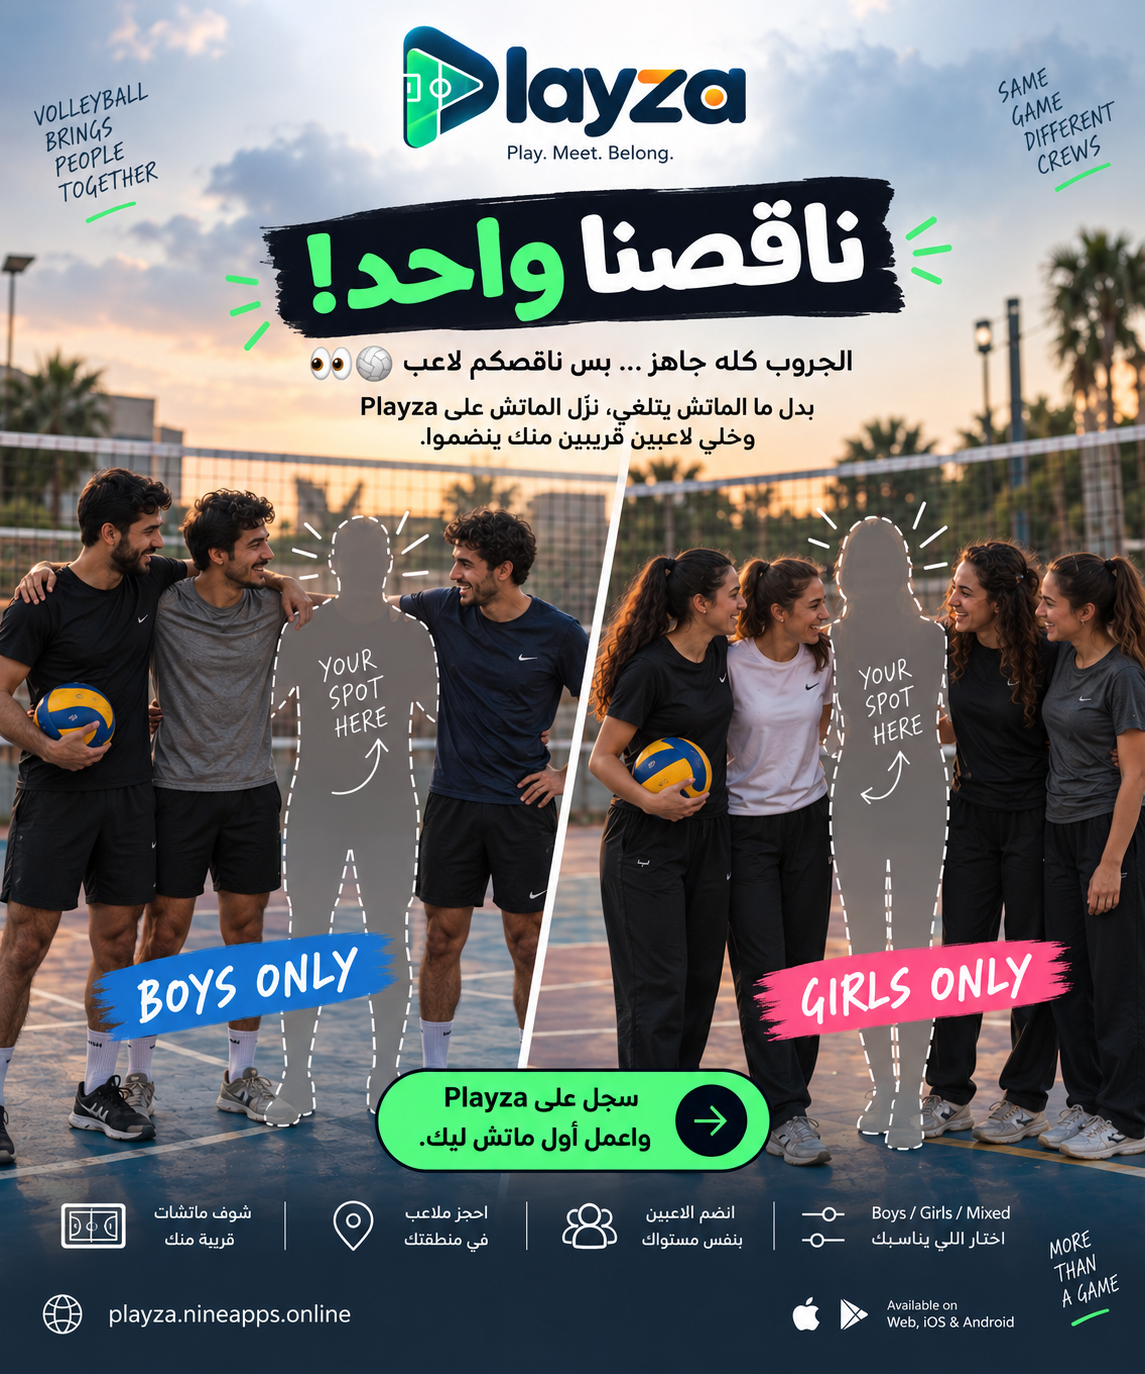 Playza
Play. Meet. Belong.
VOLLEYBALL
BRINGS
PEOPLE
TOGETHER
SAME
GAME
DIFFERENT
CREWS
ناقصنا واحد!
الجروب كله جاهز ... بس ناقصكم لاعب 🏐👀
بدل ما الماتش يتلغي، نزّل الماتش على Playza
وخلي لاعبين قريبين منك ينضموا.
YOUR
SPOT
HERE
YOUR
SPOT
HERE
BOYS ONLY
GIRLS ONLY
سجل على Playza
واعمل أول ماتش ليك.
شوف ماتشات
قريبة منك
احجز ملاعب
في منطقتك
انضم الاعبين
بنفس مستواك
Boys / Girls / Mixed
اختار اللي يناسبك
MORE
THAN
A GAME
playza.nineapps.online
Available on
Web, iOS & Android